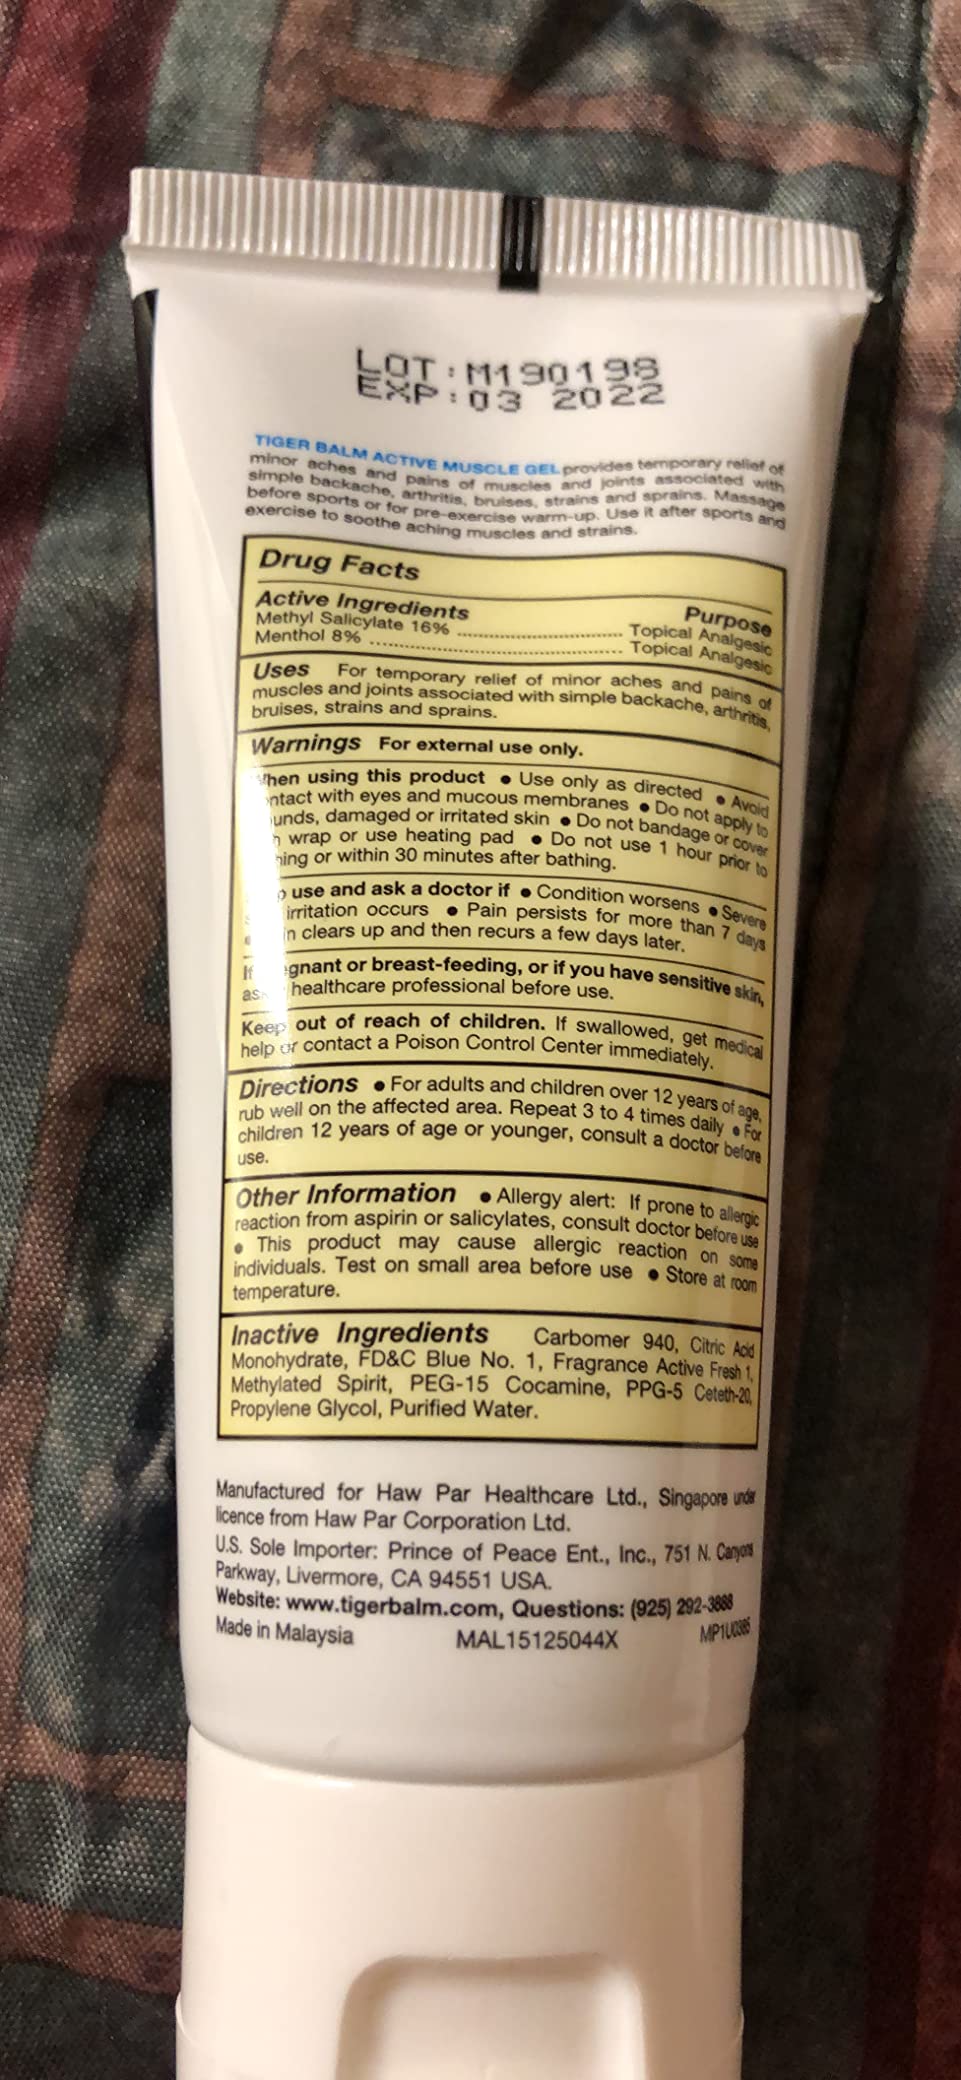 LOT : M190198
EXP : 03 2022
TIGER BALM ACTIVE MUSCLE GEL provides temporary relief of
minor aches and pains of muscles and joints associated with
simple backache, arthritis, bruises, strains and sprains. Massage
before sports or for pre-exercise warm-up. Use it after sports and
exercise to soothe aching muscles and strains.
Drug Facts
Active Ingredients Purpose
Methyl Salicylate 16% ........................................ Topical Analgesic
Menthol 8% ............................................................ Topical Analgesic
Uses For temporary relief of minor aches and pains of
muscles and joints associated with simple backache, arthritis,
bruises, strains and sprains.
Warnings For external use only.
When using this product • Use only as directed • Avoid
ntact with eyes and mucous membranes • Do not apply to
unds, damaged or irritated skin • Do not bandage or cover
wrap or use heating pad • Do not use 1 hour prior to
ing or within 30 minutes after bathing.
use and ask a doctor if • Condition worsens • Severe
irritation occurs • Pain persists for more than 7 days
• n clears up and then recurs a few days later.
If gnant or breast-feeding, or if you have sensitive skin,
as healthcare professional before use.
Keep out of reach of children. If swallowed, get medical
help or contact a Poison Control Center immediately.
Directions • For adults and children over 12 years of age,
rub well on the affected area. Repeat 3 to 4 times daily • For
children 12 years of age or younger, consult a doctor before
use.
Other Information • Allergy alert: If prone to allergic
reaction from aspirin or salicylates, consult doctor before use
• This product may cause allergic reaction on some
individuals. Test on small area before use • Store at room
temperature.
Inactive Ingredients Carbomer 940, Citric Acid
Monohydrate, FD&C Blue No. 1, Fragrance Active Fresh 1,
Methylated Spirit, PEG-15 Cocamine, PPG-5 Ceteth-20,
Propylene Glycol, Purified Water.
Manufactured for Haw Par Healthcare Ltd., Singapore under
licence from Haw Par Corporation Ltd.
U.S. Sole Importer: Prince of Peace Ent., Inc., 751 N. Canyons
Parkway, Livermore, CA 94551 USA.
Website: www.tigerbalm.com, Questions: (925) 292-3888
Made in Malaysia MAL15125044X MP1U0385